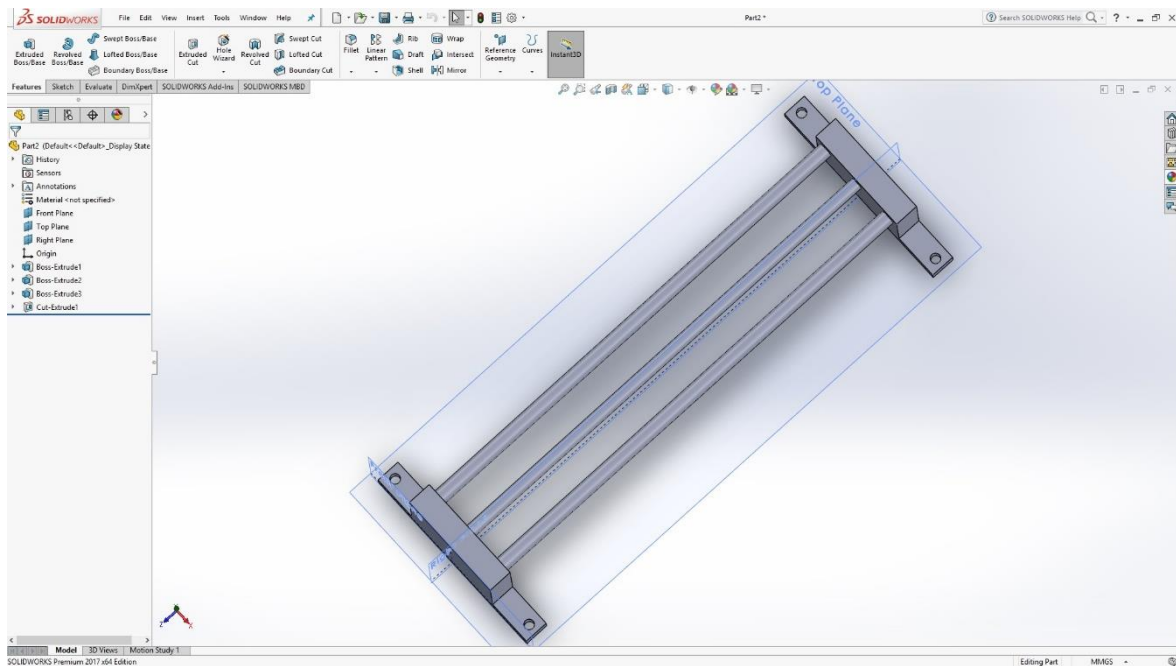 SOLIDWORKS File Edit View Insert Tools Window Help Part2 * Search SOLIDWORKS Help
Extruded Boss/Base
Revolved Boss/Base
Swept Boss/Base
Lofted Boss/Base
Boundary Boss/Base
Extruded Cut
Hole Wizard
Revolved Cut
Swept Cut
Lofted Cut
Boundary Cut
Fillet
Linear Pattern
Rib
Draft
Shell
Wrap
Intersect
Mirror
Reference Geometry
Curves
Instant3D
Features Sketch Evaluate DimXpert SOLIDWORKS Add-Ins SOLIDWORKS MBD
Part2 (Default<<Default>_Display State
History
Sensors
Annotations
Material <not specified>
Front Plane
Top Plane
Right Plane
Origin
Boss-Extrude1
Boss-Extrude2
Boss-Extrude3
Cut-Extrude1
op Plane
Model 3D Views Motion Study 1
SOLIDWORKS Premium 2017 x64 Edition Editing Part MMGS